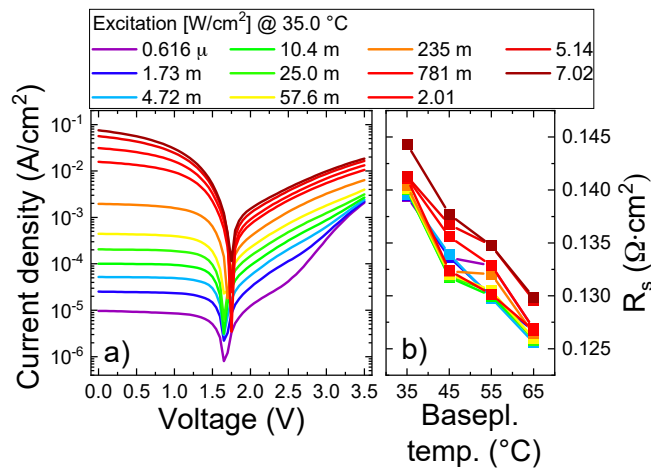 Excitation [W/cm²] @ 35.0 °C
0.616 μ 10.4 m 235 m 5.14
1.73 m 25.0 m 781 m 7.02
4.72 m 57.6 m 2.01
Current density (A/cm²)
10⁻¹
10⁻²
10⁻³
10⁻⁴
10⁻⁵
10⁻⁶
a)
0.0 0.5 1.0 1.5 2.0 2.5 3.0 3.5
Voltage (V)
b)
35 45 55 65
Basepl.
temp. (°C)
0.145
0.140
0.135
0.130
0.125
Rₛ (Ω·cm²)